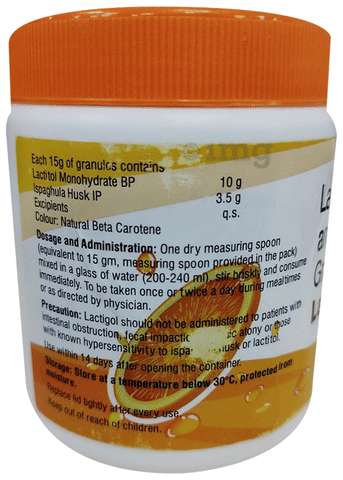 Each 15g of granules contains
Lactitol Monohydrate BP 10 g
Ispaghula Husk IP 3.5 g
Excipients q.s.
Colour: Natural Beta Carotene
Dosage and Administration: One dry measuring spoon
(equivalent to 15 gm, measuring spoon provided in the pack)
mixed in a glass of water (200-240 ml), stir briskly and consume
immediately. To be taken once or twice a day during mealtimes
or as directed by physician.
Precaution: Lactigol should not be administered to patients with
intestinal obstruction, fecal impaction, atony or those
with known hypersensitivity to ispaghula husk or lactitol.
Use within 14 days after opening the container.
Storage: Store at a temperature below 30°C, protected from
moisture.
Replace lid tightly after every use.
Keep out of reach of children.